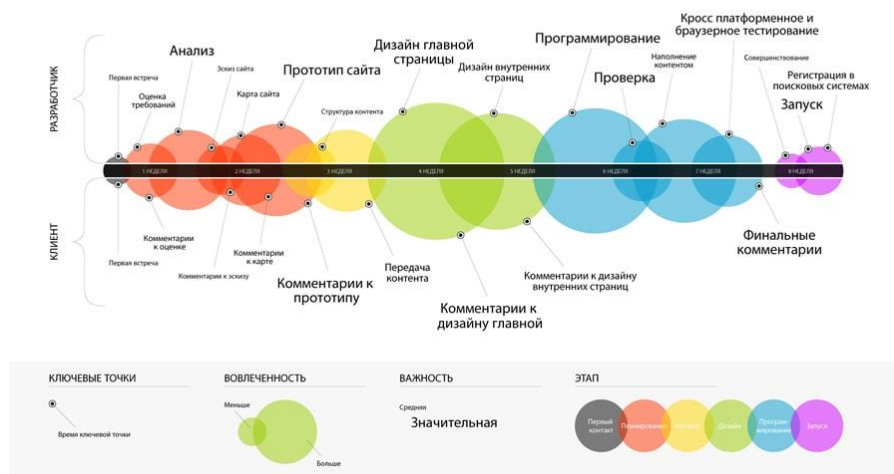 РАЗРАБОТЧИК
КЛИЕНТ
Первая встреча
Оценка
требований
Анализ
Эскиз сайта
Карта сайта
Прототип сайта
Структура контента
Дизайн главной
страницы
Дизайн внутренних
страниц
Программирование
Проверка
Наполнение
контентом
Кросс платформенное и
браузерное тестирование
Совершенствование
Запуск
Регистрация в
поисковых системах
1 НЕДЕЛЯ
2 НЕДЕЛЯ
3 НЕДЕЛЯ
4 НЕДЕЛЯ
5 НЕДЕЛЯ
6 НЕДЕЛЯ
7 НЕДЕЛЯ
8 НЕДЕЛЯ
Первая встреча
Комментарии
к оценке
Комментарии к эскизу
Комментарии
к карте
Комментарии к
прототипу
Передача
контента
Комментарии к
дизайну главной
Комментарии к дизайну
внутренних страниц
Финальные
комментарии
КЛЮЧЕВЫЕ ТОЧКИ
Время ключевой точки
ВОВЛЕЧЕННОСТЬ
Меньше
Больше
ВАЖНОСТЬ
Средняя
Значительная
ЭТАП
Первый
контакт
Планирование
Контент
Дизайн
Програм-
мирование
Запуск